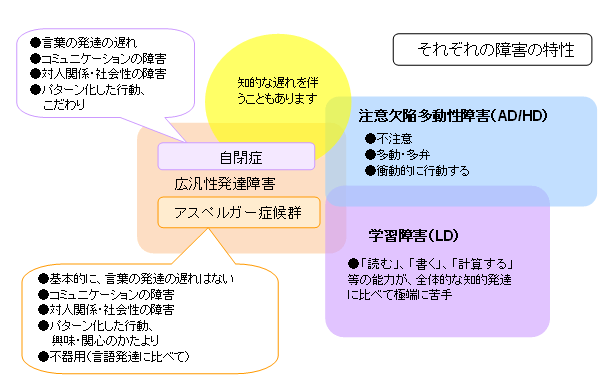 それぞれの障害の特性
●言葉の発達の遅れ
●コミュニケーションの障害
●対人関係・社会性の障害
●パターン化した行動、
こだわり
知的な遅れを伴
うこともあります
自閉症
広汎性発達障害
アスペルガー症候群
●基本的に、言葉の発達の遅れはない
●コミュニケーションの障害
●対人関係・社会性の障害
●パターン化した行動、
興味・関心のかたより
●不器用(言語発達に比べて)
注意欠陥多動性障害(AD/HD)
●不注意
●多動・多弁
●衝動的に行動する
学習障害(LD)
●「読む」、「書く」、「計算する」
等の能力が、全体的な知的発達
に比べて極端に苦手